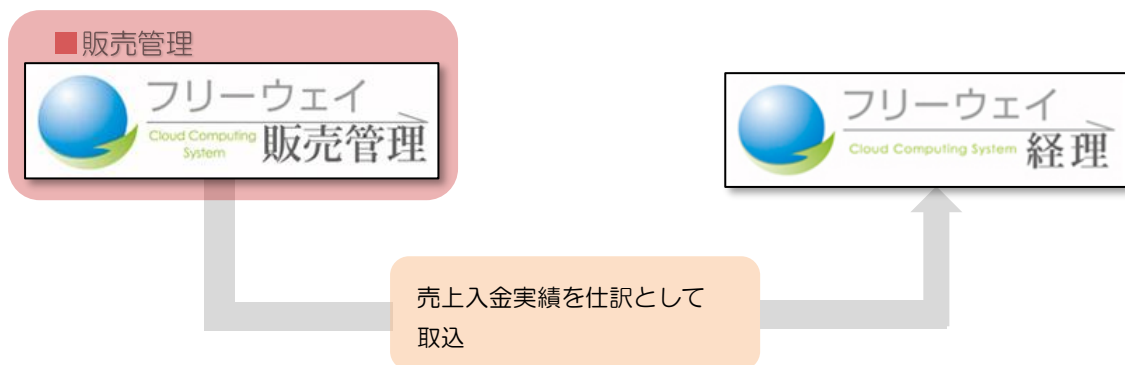 ■販売管理
フリーウェイ
Cloud Computing
System
販売管理
フリーウェイ
Cloud Computing System
経理
売上入金実績を仕訳として
取込